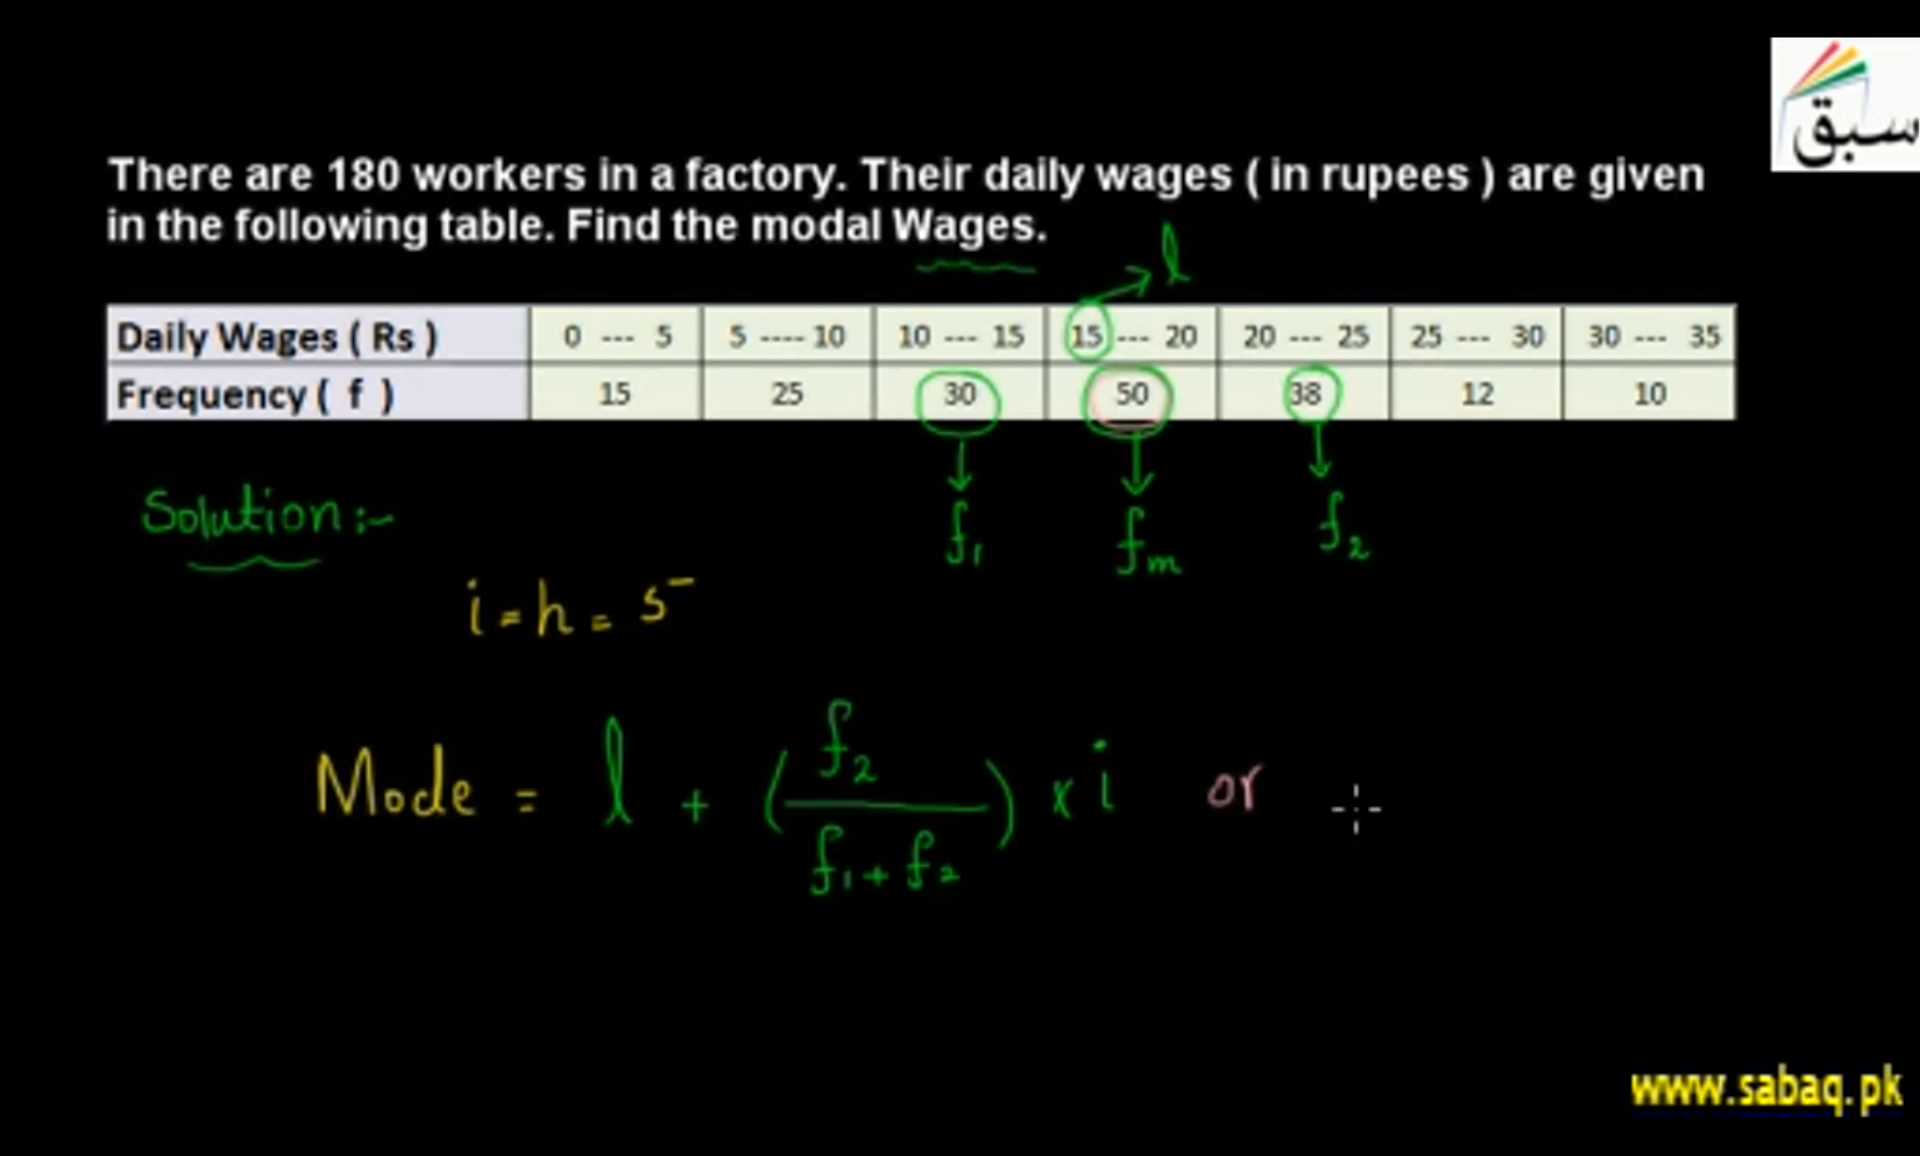 سبق
There are 180 workers in a factory. Their daily wages ( in rupees ) are given
in the following table. Find the modal Wages.
l
Daily Wages ( Rs ) 0 --- 5 5 ---- 10 10 --- 15 15 --- 20 20 --- 25 25 --- 30 30 --- 35
Frequency ( f ) 15 25 30 50 38 12 10
Solution :-
f₁ fm f₂
i = h = 5
Mode = l + ( f₂ / f₁ + f₂ ) x i or
www.sabaq.pk